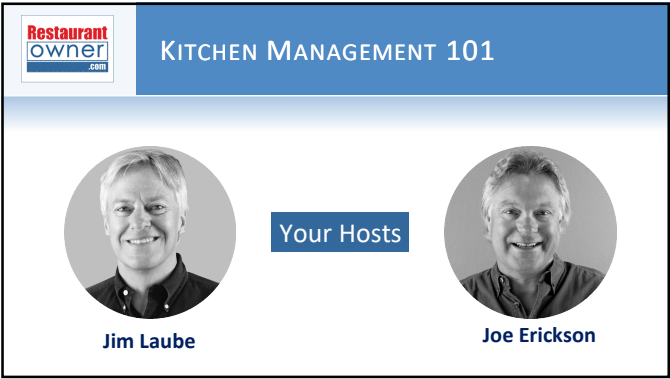 Restaurant
owner
.com
KITCHEN MANAGEMENT 101
Your Hosts
Jim Laube
Joe Erickson